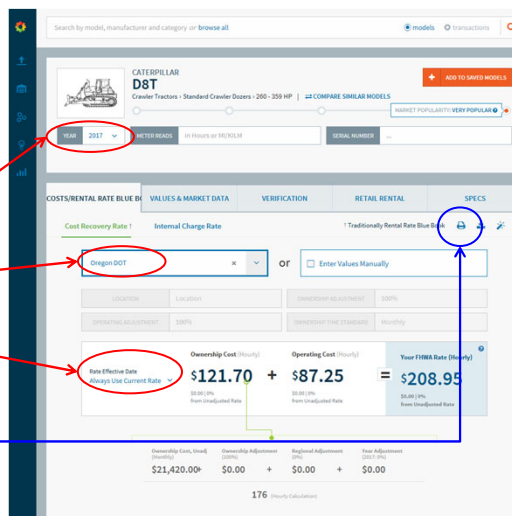 Search by model, manufacturer and category or browse all
models
transactions
CATERPILLAR
D8T
Crawler Tractors › Standard Crawler Dozers › 260 - 359 HP | COMPARE SIMILAR MODELS
+ ADD TO SAVED MODELS
MARKET POPULARITY: VERY POPULAR
YEAR 2017
METER READS in Hours or MI/KILM
SERIAL NUMBER ...
COSTS/RENTAL RATE BLUE B
VALUES & MARKET DATA
VERIFICATION
RETAIL RENTAL
SPECS
Cost Recovery Rate †
Internal Charge Rate
† Traditionally Rental Rate Blue Book
Oregon DOT ×
or
Enter Values Manually
LOCATION Location
OWNERSHIP ADJUSTMENT 100%
OPERATING ADJUSTMENT 100%
OWNERSHIP TIME STANDARD Monthly
Rate Effective Date
Always Use Current Rate
Ownership Cost (Hourly)
$121.70
$0.00 | 0%
from Unadjusted Rate
+
Operating Cost (Hourly)
$87.25
$0.00 | 0%
from Unadjusted Rate
=
Your FHWA Rate (Hourly)
$208.95
$0.00 | 0%
from Unadjusted Rate
Ownership Cost, Unadj (Monthly)
$21,420.00
+
Ownership Adjustment (100%)
$0.00
+
Regional Adjustment (0%)
$0.00
+
Year Adjustment (2017: 0%)
$0.00
176 (Hourly Calculation)